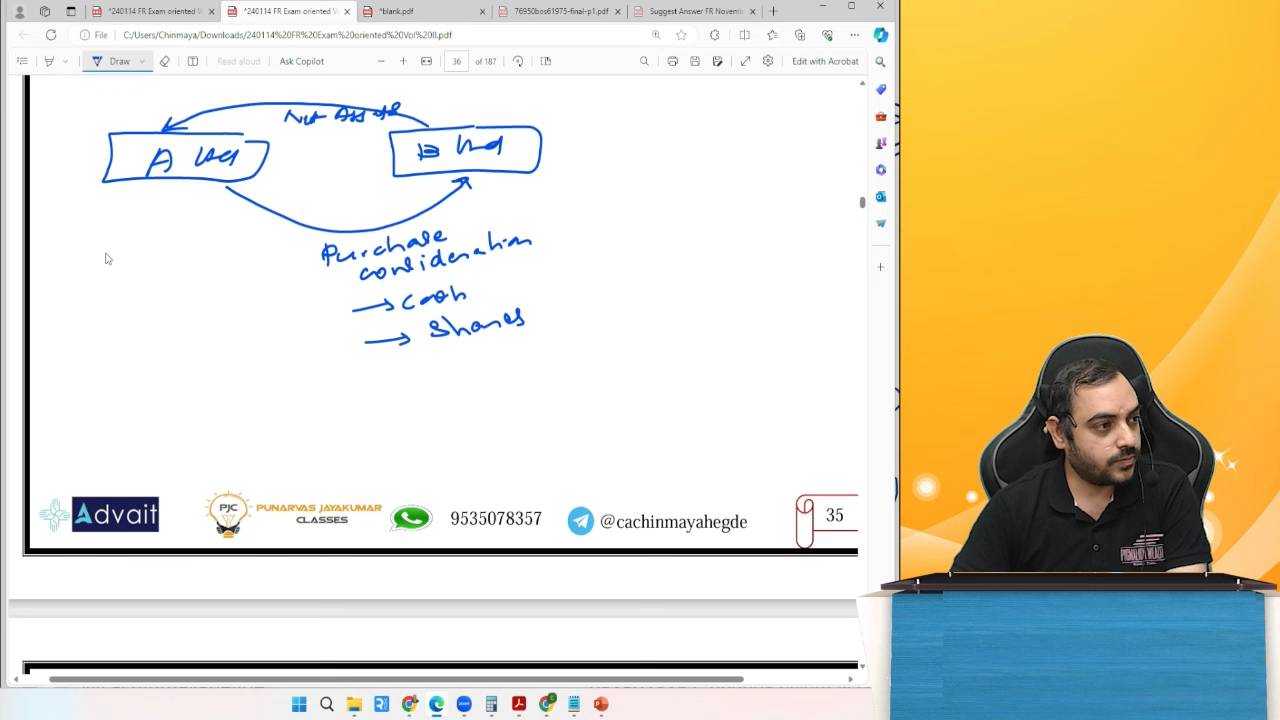 *240114 FR Exam oriented V
*240114 FR Exam oriented V
*blank.pdf
76950bos61975-final-p1.pdf
Suggest Answer FR Novemb
File
C:/Users/Chinmaya/Downloads/240114%20FR%20Exam%20oriented%20Vol%20II.pdf
Draw
Read aloud
Ask Copilot
36
of 187
Edit with Acrobat
Net Assets
A Ltd
B Ltd
Purchase
consideration
→ Cash
→ Shares
Advait
PJC
PUNARVAS JAYAKUMAR
CLASSES
9535078357
@cachinmayahegde
35